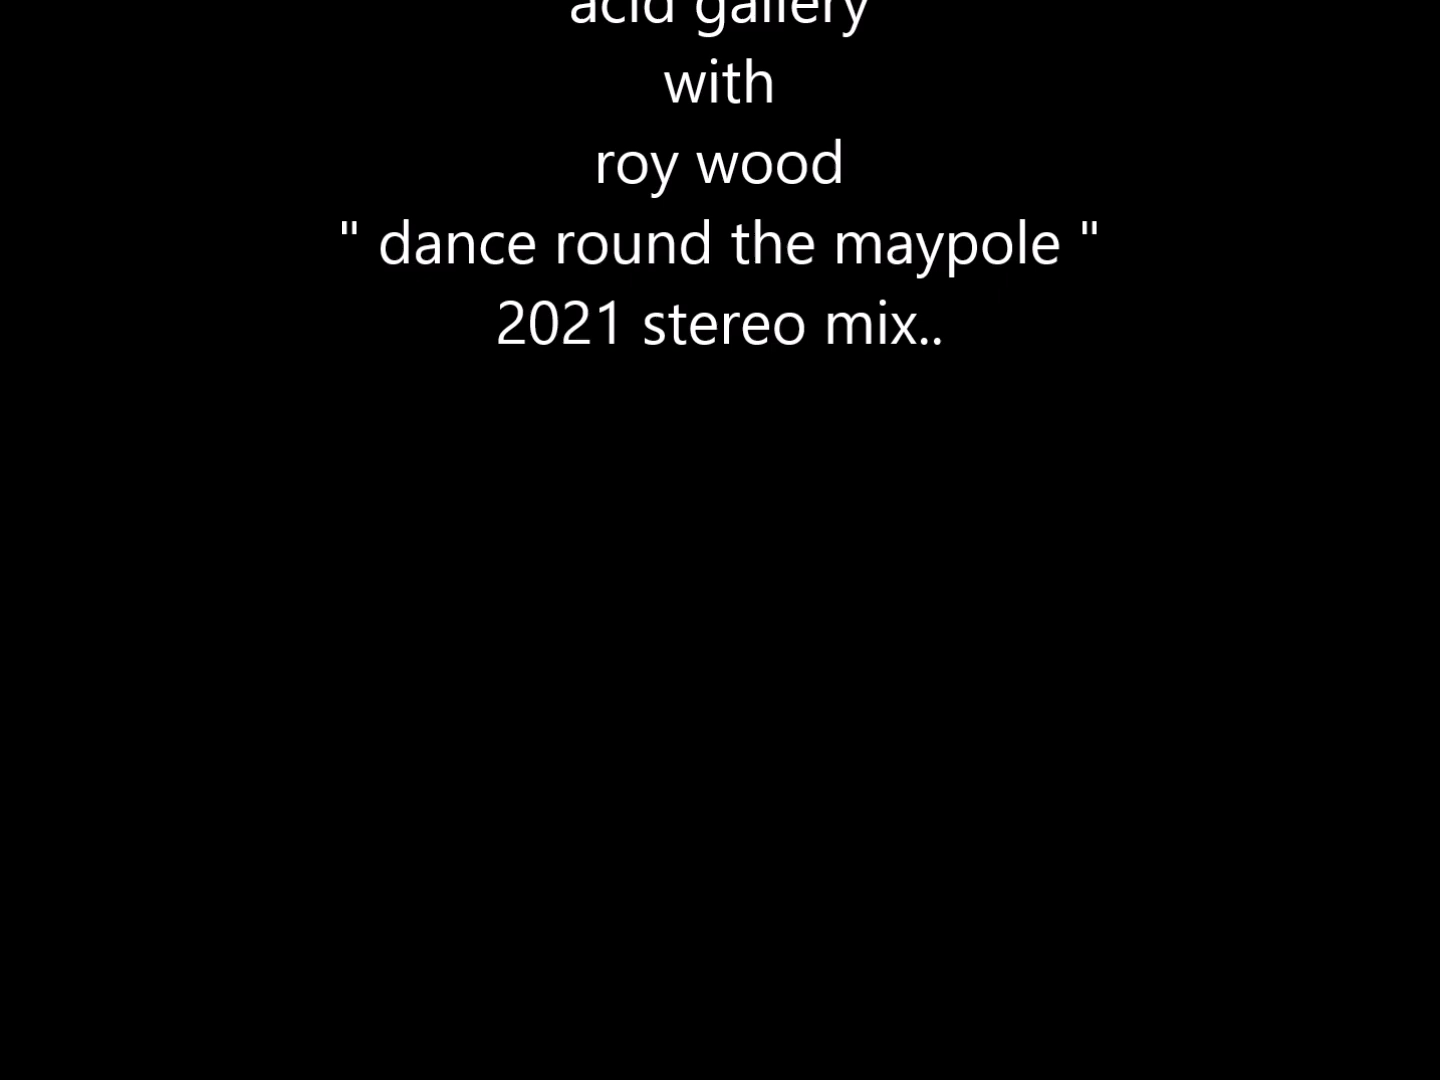 acid gallery
with
roy wood
" dance round the maypole "
2021 stereo mix..